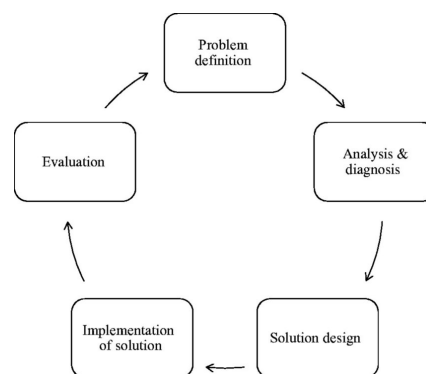 Problem
definition
Analysis &
diagnosis
Solution design
Implementation
of solution
Evaluation